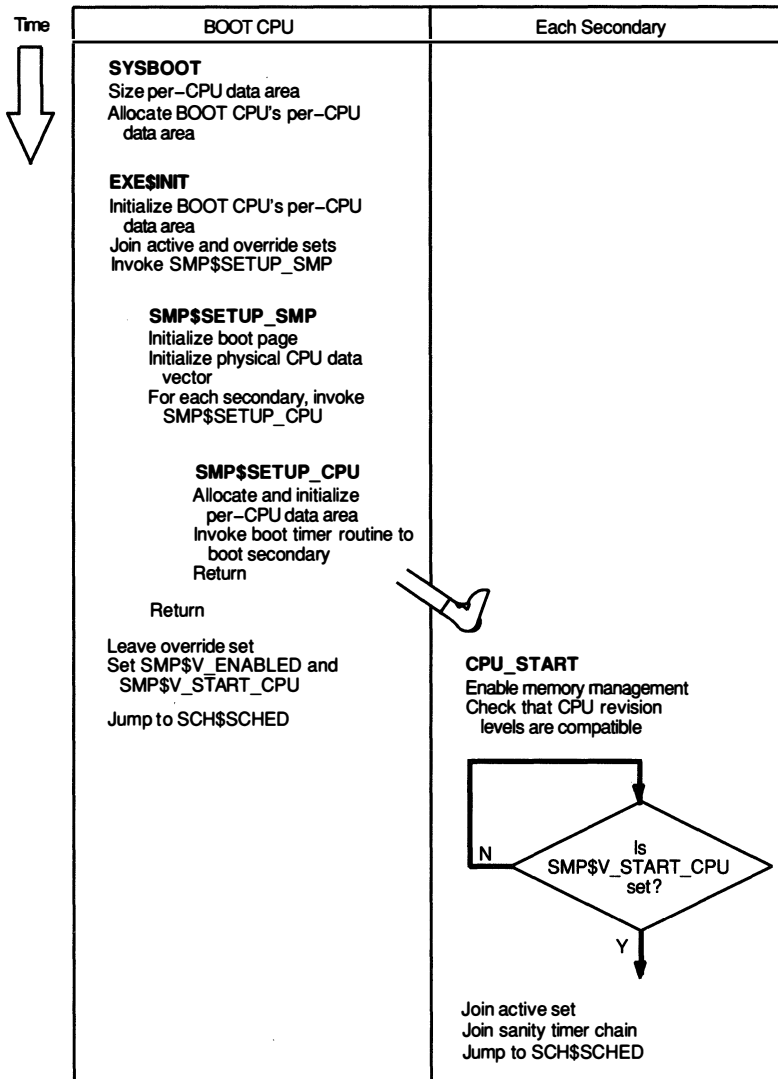 Time
BOOT CPU
Each Secondary
SYSBOOT
Size per–CPU data area
Allocate BOOT CPU's per–CPU
data area
EXE$INIT
Initialize BOOT CPU's per–CPU
data area
Join active and override sets
Invoke SMP$SETUP_SMP
SMP$SETUP_SMP
Initialize boot page
Initialize physical CPU data
vector
For each secondary, invoke
SMP$SETUP_CPU
SMP$SETUP_CPU
Allocate and initialize
per–CPU data area
Invoke boot timer routine to
boot secondary
Return
Return
Leave override set
Set SMP$V_ENABLED and
SMP$V_START_CPU
Jump to SCH$SCHED
CPU_START
Enable memory management
Check that CPU revision
levels are compatible
Is
SMP$V_START_CPU
set?
N
Y
Join active set
Join sanity timer chain
Jump to SCH$SCHED